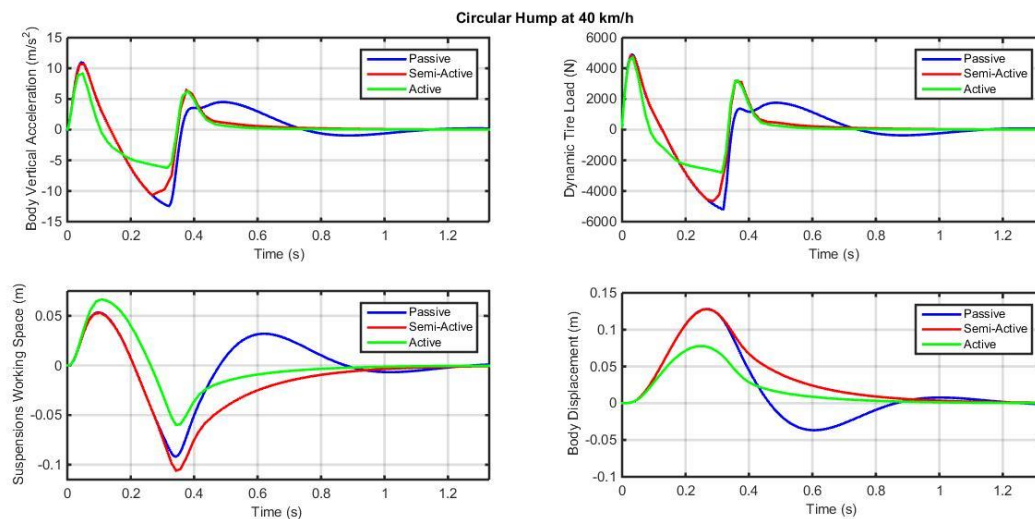 Circular Hump at 40 km/h
Body Vertical Acceleration (m/s²)
15
10
5
0
-5
-10
-15
0 0.2 0.4 0.6 0.8 1 1.2
Time (s)
Passive
Semi-Active
Active
Dynamic Tire Load (N)
6000
4000
2000
0
-2000
-4000
-6000
0 0.2 0.4 0.6 0.8 1 1.2
Time (s)
Passive
Semi-Active
Active
Suspensions Working Space (m)
0.05
0
-0.05
-0.1
0 0.2 0.4 0.6 0.8 1 1.2
Time (s)
Passive
Semi-Active
Active
Body Displacement (m)
0.15
0.1
0.05
0
-0.05
-0.1
0 0.2 0.4 0.6 0.8 1 1.2
Time (s)
Passive
Semi-Active
Active